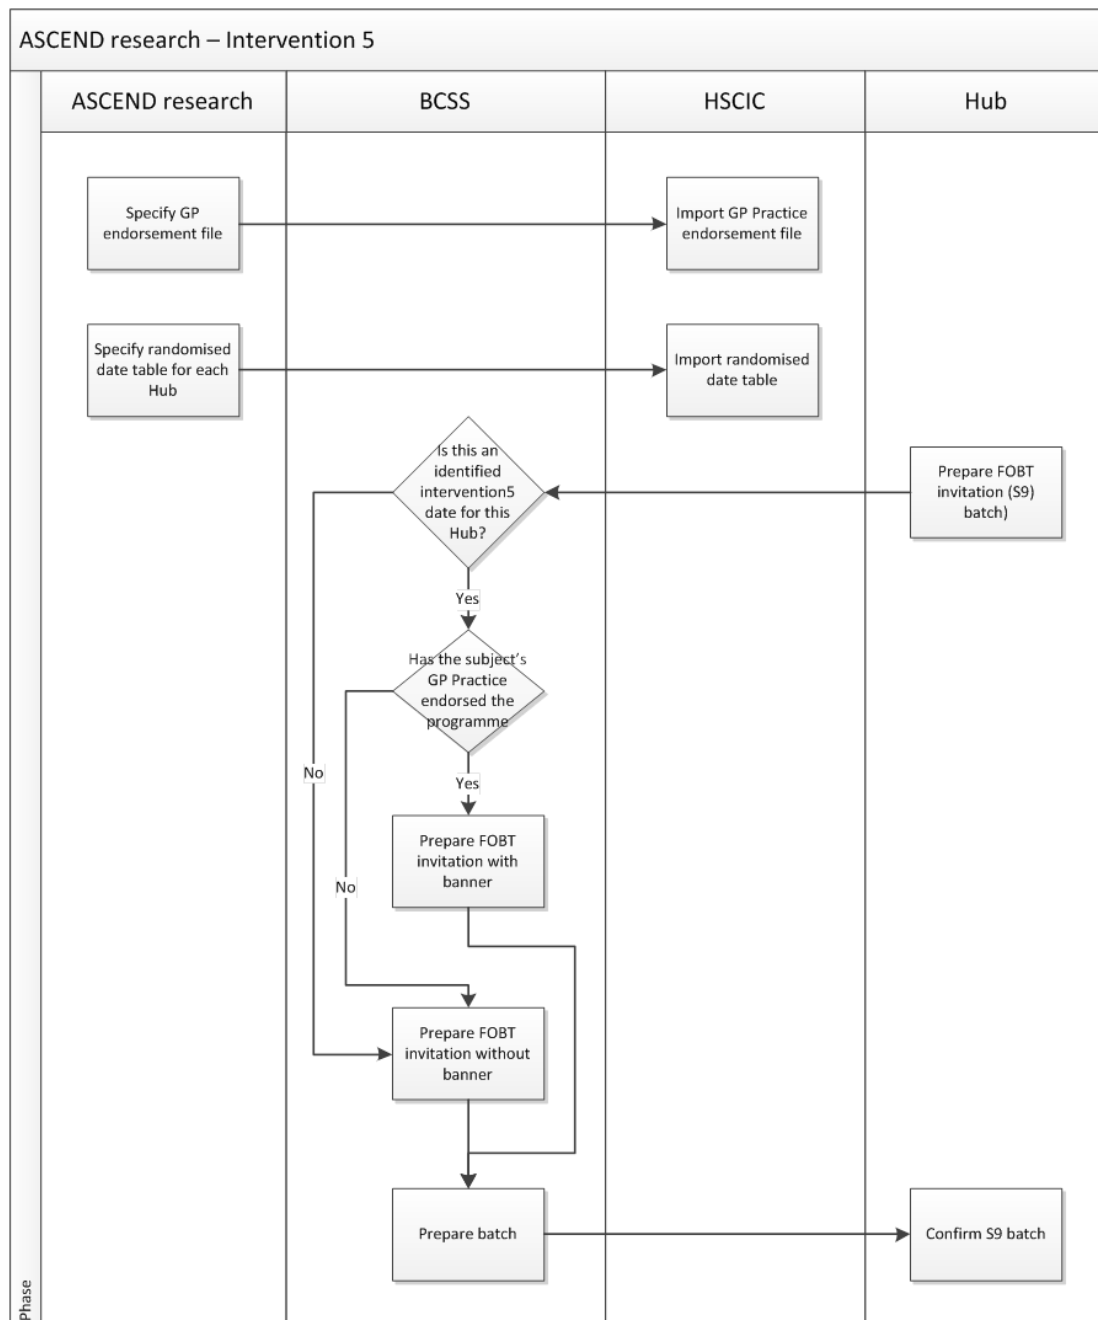 ASCEND research – Intervention 5
ASCEND research
BCSS
HSCIC
Hub
Specify GP
endorsement file
Import GP Practice
endorsement file
Specify randomised
date table for each
Hub
Import randomised
date table
Is this an
identified
intervention5
date for this
Hub?
Prepare FOBT
invitation (S9)
batch)
Yes
Has the subject's
GP Practice
endorsed the
programme
No
Yes
Prepare FOBT
invitation with
banner
No
Prepare FOBT
invitation without
banner
Prepare batch
Confirm S9 batch
Phase